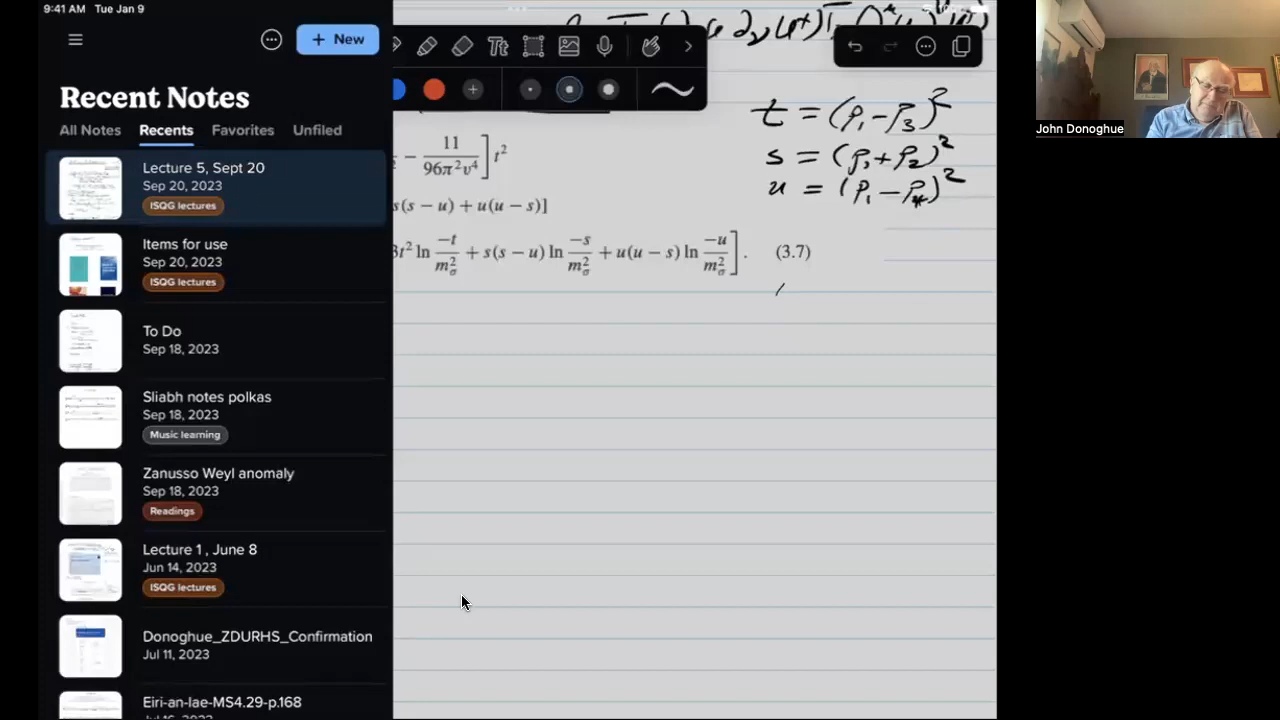 9:41 AM Tue Jan 9
+ New
Recent Notes
All Notes Recents Favorites Unfiled
Lecture 5, Sept 20
Sep 20, 2023
ISQG lectures
Items for use
Sep 20, 2023
ISQG lectures
To Do
Sep 18, 2023
Sliabh notes polkas
Sep 18, 2023
Music learning
Zanusso Weyl anomaly
Sep 18, 2023
Readings
Lecture 1 , June 8
Jun 14, 2023
ISQG lectures
Donoghue_ZDURHS_Confirmation
Jul 11, 2023
Eiri-an-lae-MS4.29-p.168
Tt
t = (p₁ - p₃)²
s = (p₁ + p₂)²
u = (p₁ - p₄)²
- 11/96π²v⁴ ] t²
s(s − u) + u(u − s)]
3t² ln −t/m²σ + s(s − u) ln −s/m²σ + u(u − s) ln −u/m²σ ] . (3.7)
John Donoghue